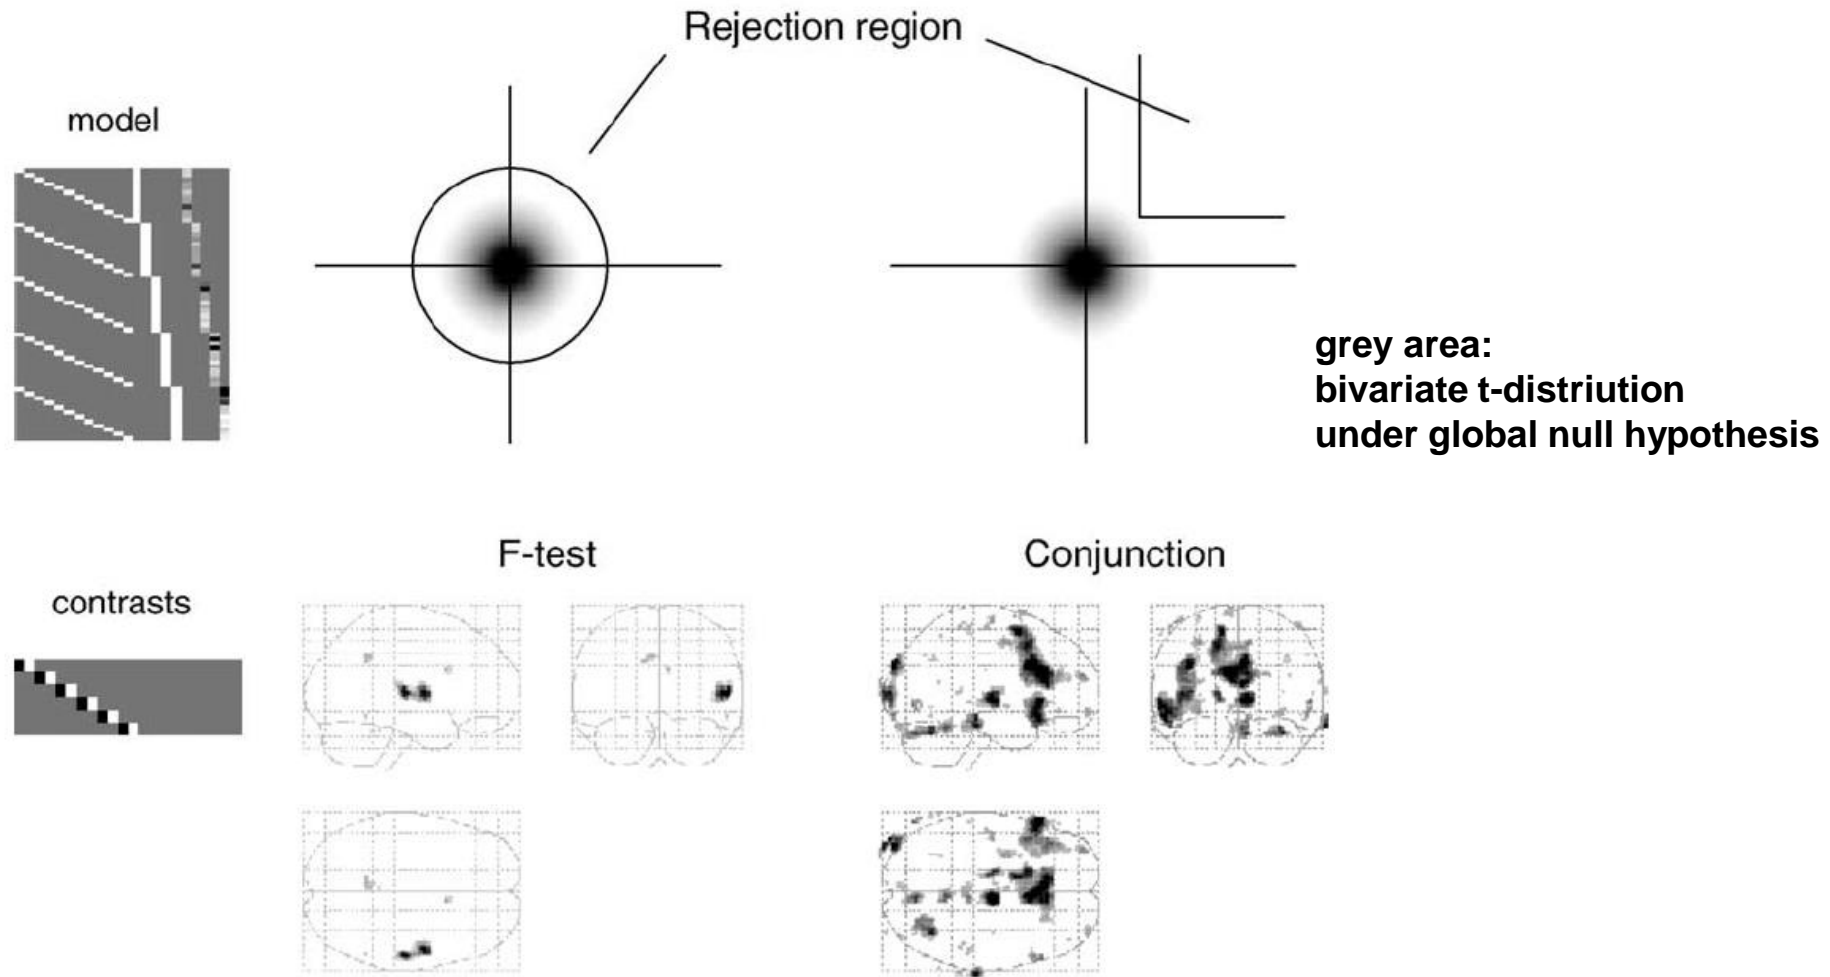 Rejection region
model
grey area:
bivariate t-distriution
under global null hypothesis
F-test
Conjunction
contrasts